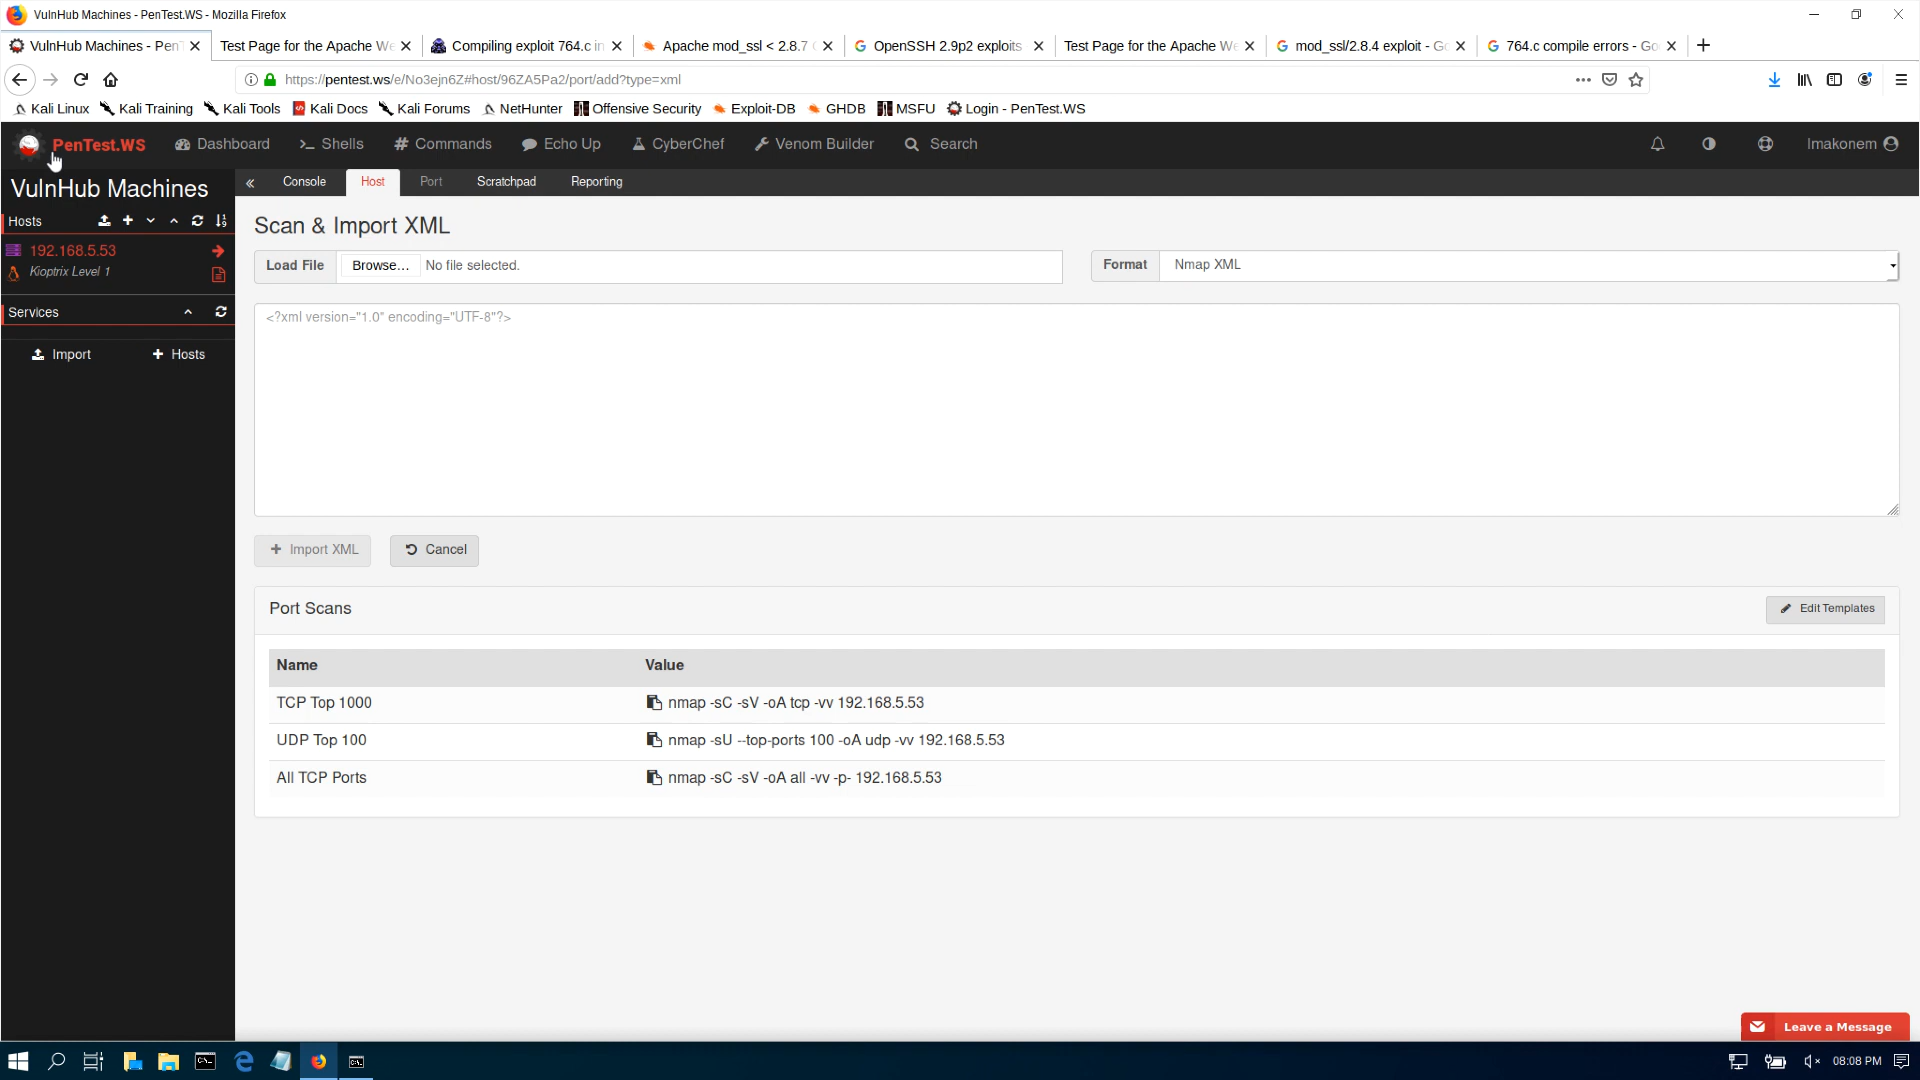 VulnHub Machines - PenTest.WS - Mozilla Firefox
VulnHub Machines - PenT
Test Page for the Apache We
Compiling exploit 764.c in
Apache mod_ssl < 2.8.7
OpenSSH 2.9p2 exploits
Test Page for the Apache We
mod_ssl/2.8.4 exploit - Go
764.c compile errors - Go
https://pentest.ws/e/No3ejn6Z#host/96ZA5Pa2/port/add?type=xml
Kali Linux
Kali Training
Kali Tools
Kali Docs
Kali Forums
NetHunter
Offensive Security
Exploit-DB
GHDB
MSFU
Login - PenTest.WS
PenTest.WS
Dashboard
Shells
Commands
Echo Up
CyberChef
Venom Builder
Search
Imakonem
VulnHub Machines
Console
Host
Port
Scratchpad
Reporting
Hosts
192.168.5.53
Kioptrix Level 1
Services
Import
Hosts
Scan & Import XML
Load File
Browse...
No file selected.
Format
Nmap XML
<?xml version="1.0" encoding="UTF-8"?>
Import XML
Cancel
Port Scans
Edit Templates
Name
Value
TCP Top 1000
nmap -sC -sV -oA tcp -vv 192.168.5.53
UDP Top 100
nmap -sU --top-ports 100 -oA udp -vv 192.168.5.53
All TCP Ports
nmap -sC -sV -oA all -vv -p- 192.168.5.53
Leave a Message
08:08 PM